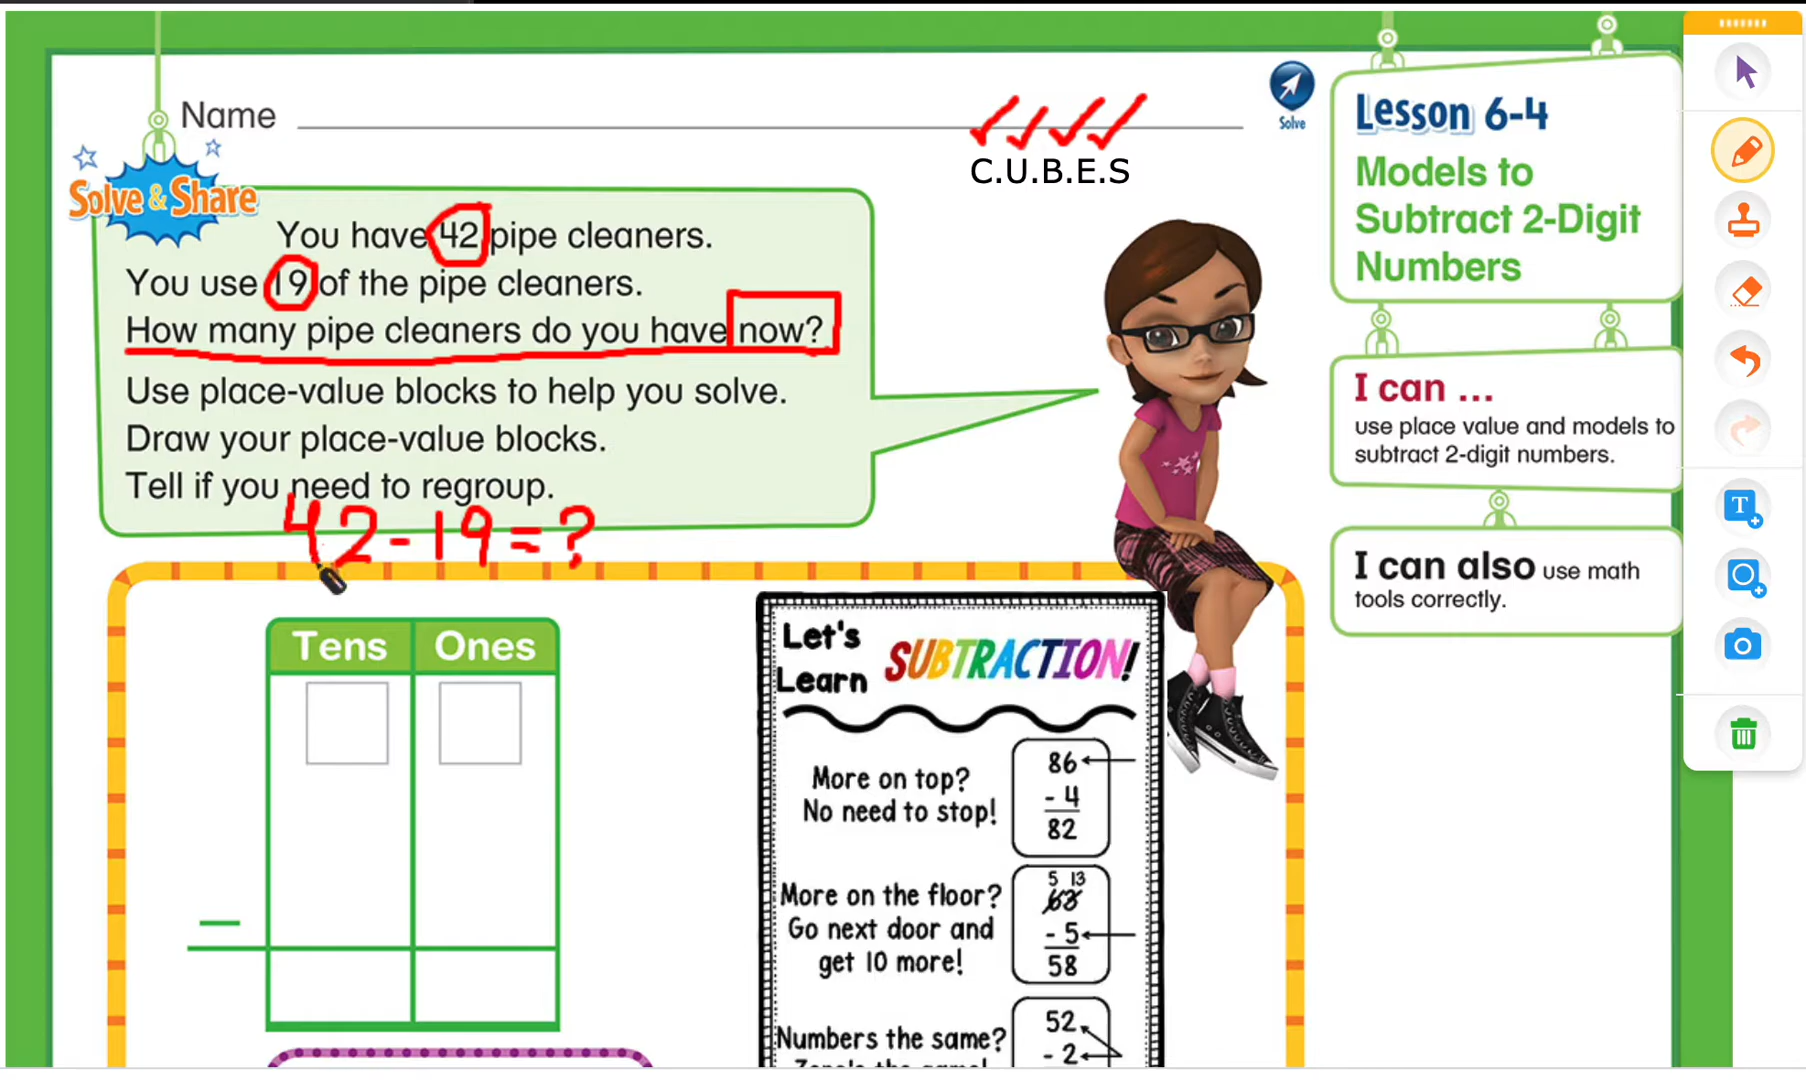 Name
C.U.B.E.S
Solve
Solve & Share
You have 42 pipe cleaners.
You use 19 of the pipe cleaners.
How many pipe cleaners do you have now?
Use place-value blocks to help you solve.
Draw your place-value blocks.
Tell if you need to regroup.
42-19=?
Tens Ones
Let's
Learn
SUBTRACTION!
More on top?
No need to stop!
86
- 4
82
More on the floor?
Go next door and
get 10 more!
5 13
63
- 5
58
Numbers the same?
52
- 2
Lesson 6-4
Models to
Subtract 2-Digit
Numbers
I can ...
use place value and models to
subtract 2-digit numbers.
I can also use math
tools correctly.
T